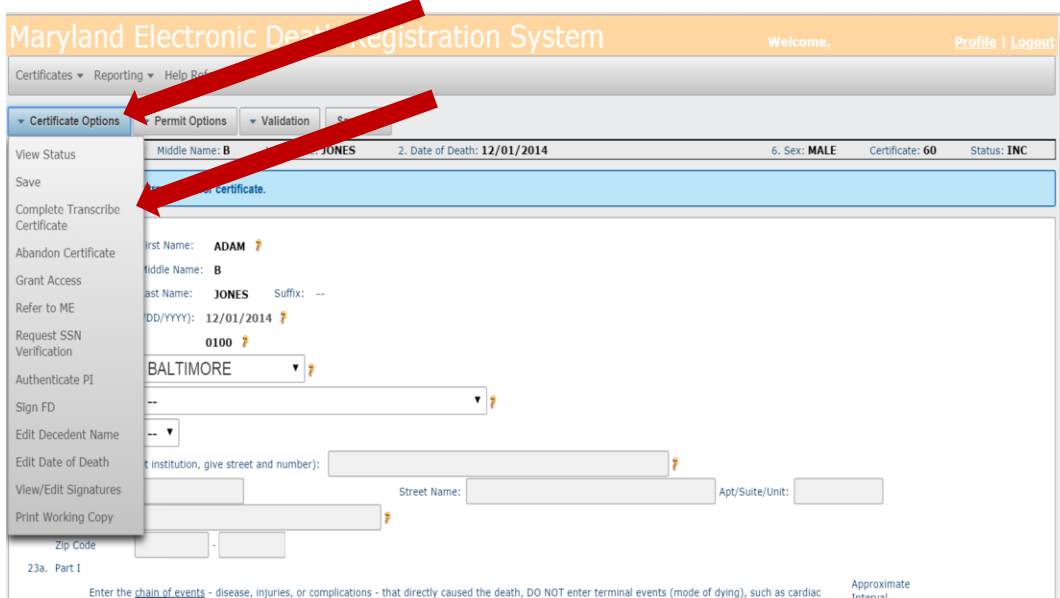 Maryland Electronic De Registration System Welcome, Profile | Logout
Certificates Reporting Help
Certificate Options Permit Options Validation
Middle Name: B JONES 2. Date of Death: 12/01/2014 6. Sex: MALE Certificate: 60 Status: INC
View Status
certificate.
Save
Complete Transcribe
Certificate
Abandon Certificate
Grant Access
Refer to ME
Request SSN
Verification
Authenticate PI
Sign FD
Edit Decedent Name
Edit Date of Death
View/Edit Signatures
Print Working Copy
irst Name: ADAM
Middle Name: B
ast Name: JONES Suffix: --
/DD/YYYY): 12/01/2014
0100
BALTIMORE
--
--
t institution, give street and number):
Street Name: Apt/Suite/Unit:
Zip Code -
23a. Part I
Approximate
Enter the chain of events - disease, injuries, or complications - that directly caused the death, DO NOT enter terminal events (mode of dying), such as cardiac Interval